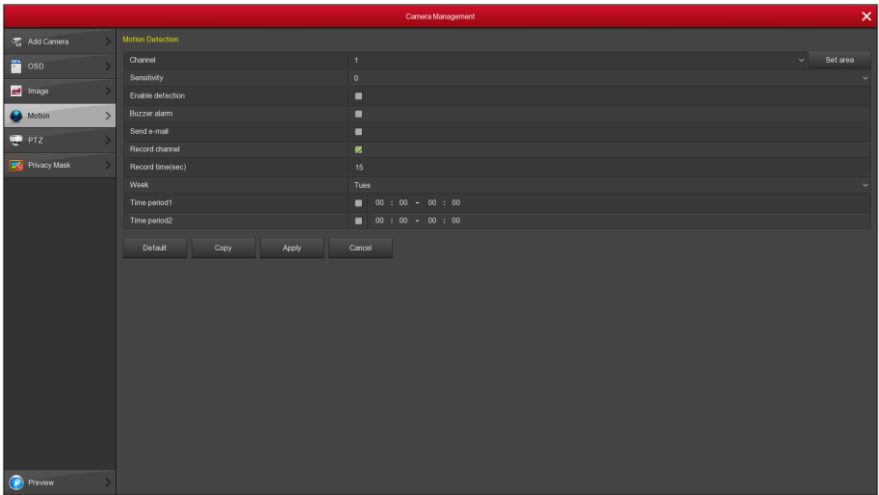 Camera Management
Add Camera
OSD
Image
Motion
PTZ
Privacy Mask
Preview
Motion Detection
Channel 1 Set area
Sensitivity 0
Enable detection
Buzzer alarm
Send e-mail
Record channel
Record time(sec) 15
Week Tues
Time period1 00 : 00 - 00 : 00
Time period2 00 : 00 - 00 : 00
Default Copy Apply Cancel